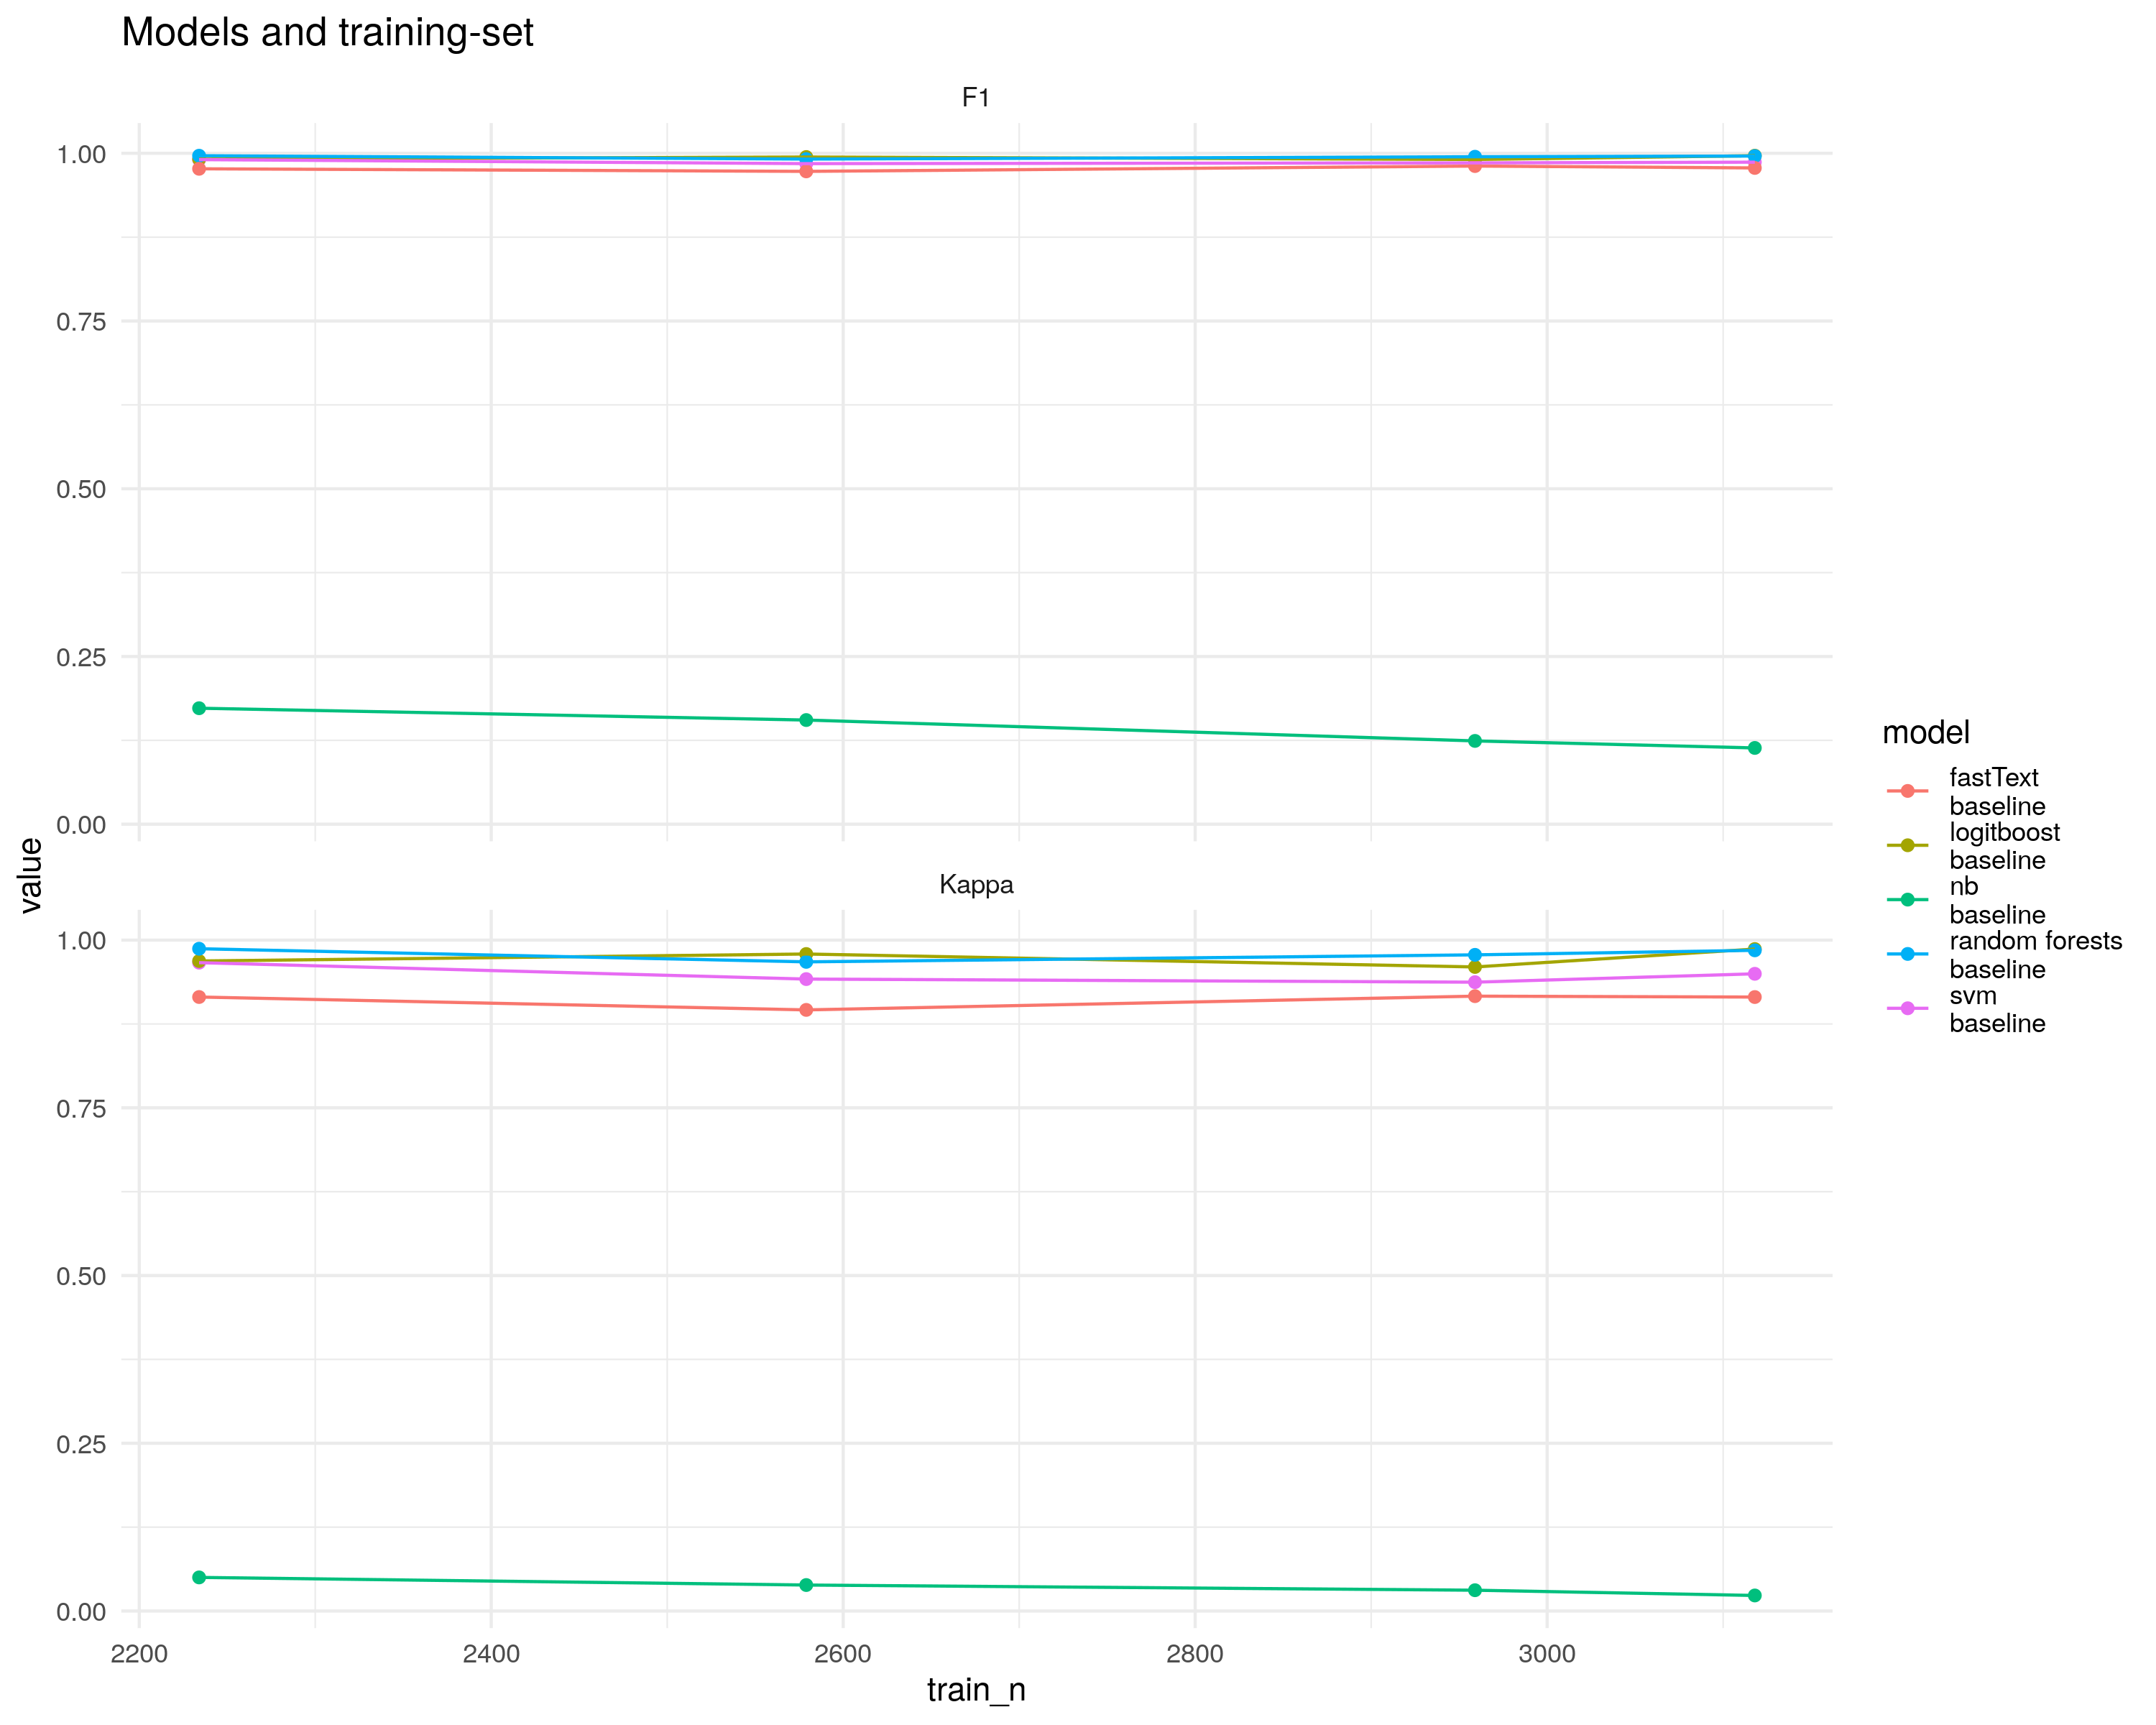 Models and training-set
F1
1.00
0.75
0.50
0.25
0.00
Kappa
1.00
0.75
0.50
0.25
0.00
value
2200 2400 2600 2800 3000
train_n
model
fastText
baseline
logitboost
baseline
nb
baseline
random forests
baseline
svm
baseline